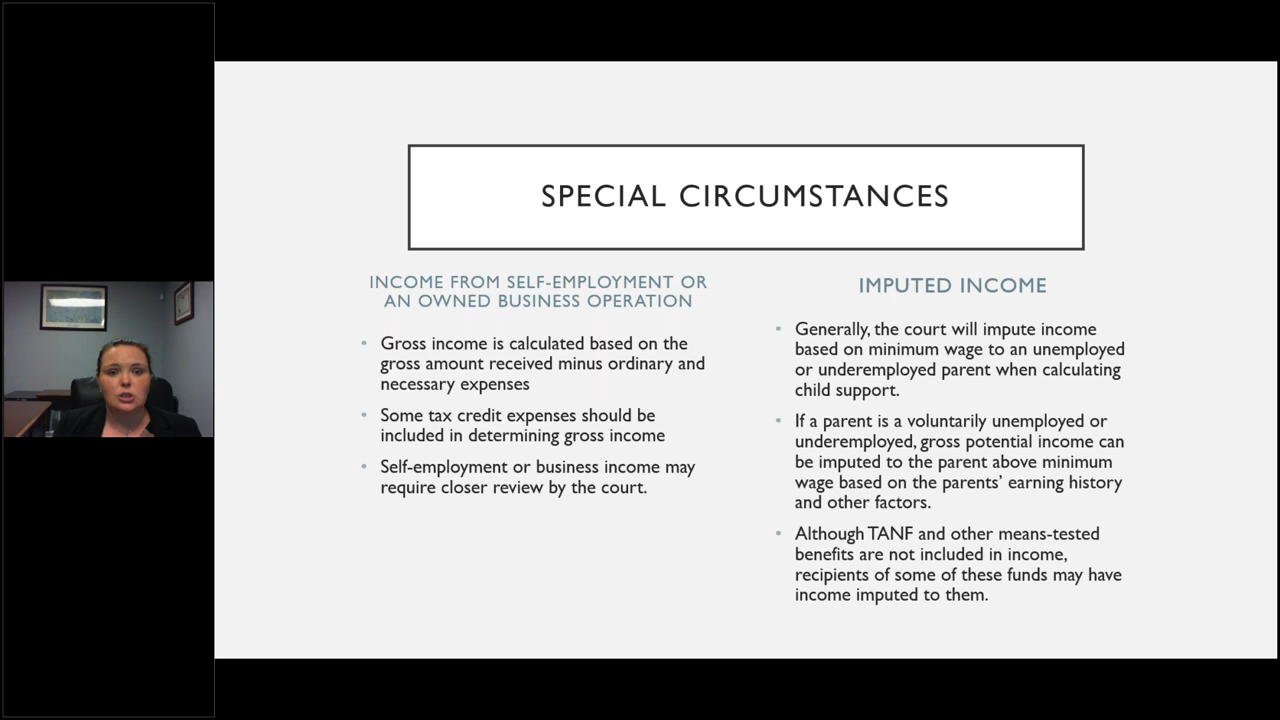 SPECIAL CIRCUMSTANCES
INCOME FROM SELF-EMPLOYMENT OR
AN OWNED BUSINESS OPERATION
• Gross income is calculated based on the
gross amount received minus ordinary and
necessary expenses
• Some tax credit expenses should be
included in determining gross income
• Self-employment or business income may
require closer review by the court.
IMPUTED INCOME
• Generally, the court will impute income
based on minimum wage to an unemployed
or underemployed parent when calculating
child support.
• If a parent is a voluntarily unemployed or
underemployed, gross potential income can
be imputed to the parent above minimum
wage based on the parents’ earning history
and other factors.
• Although TANF and other means-tested
benefits are not included in income,
recipients of some of these funds may have
income imputed to them.